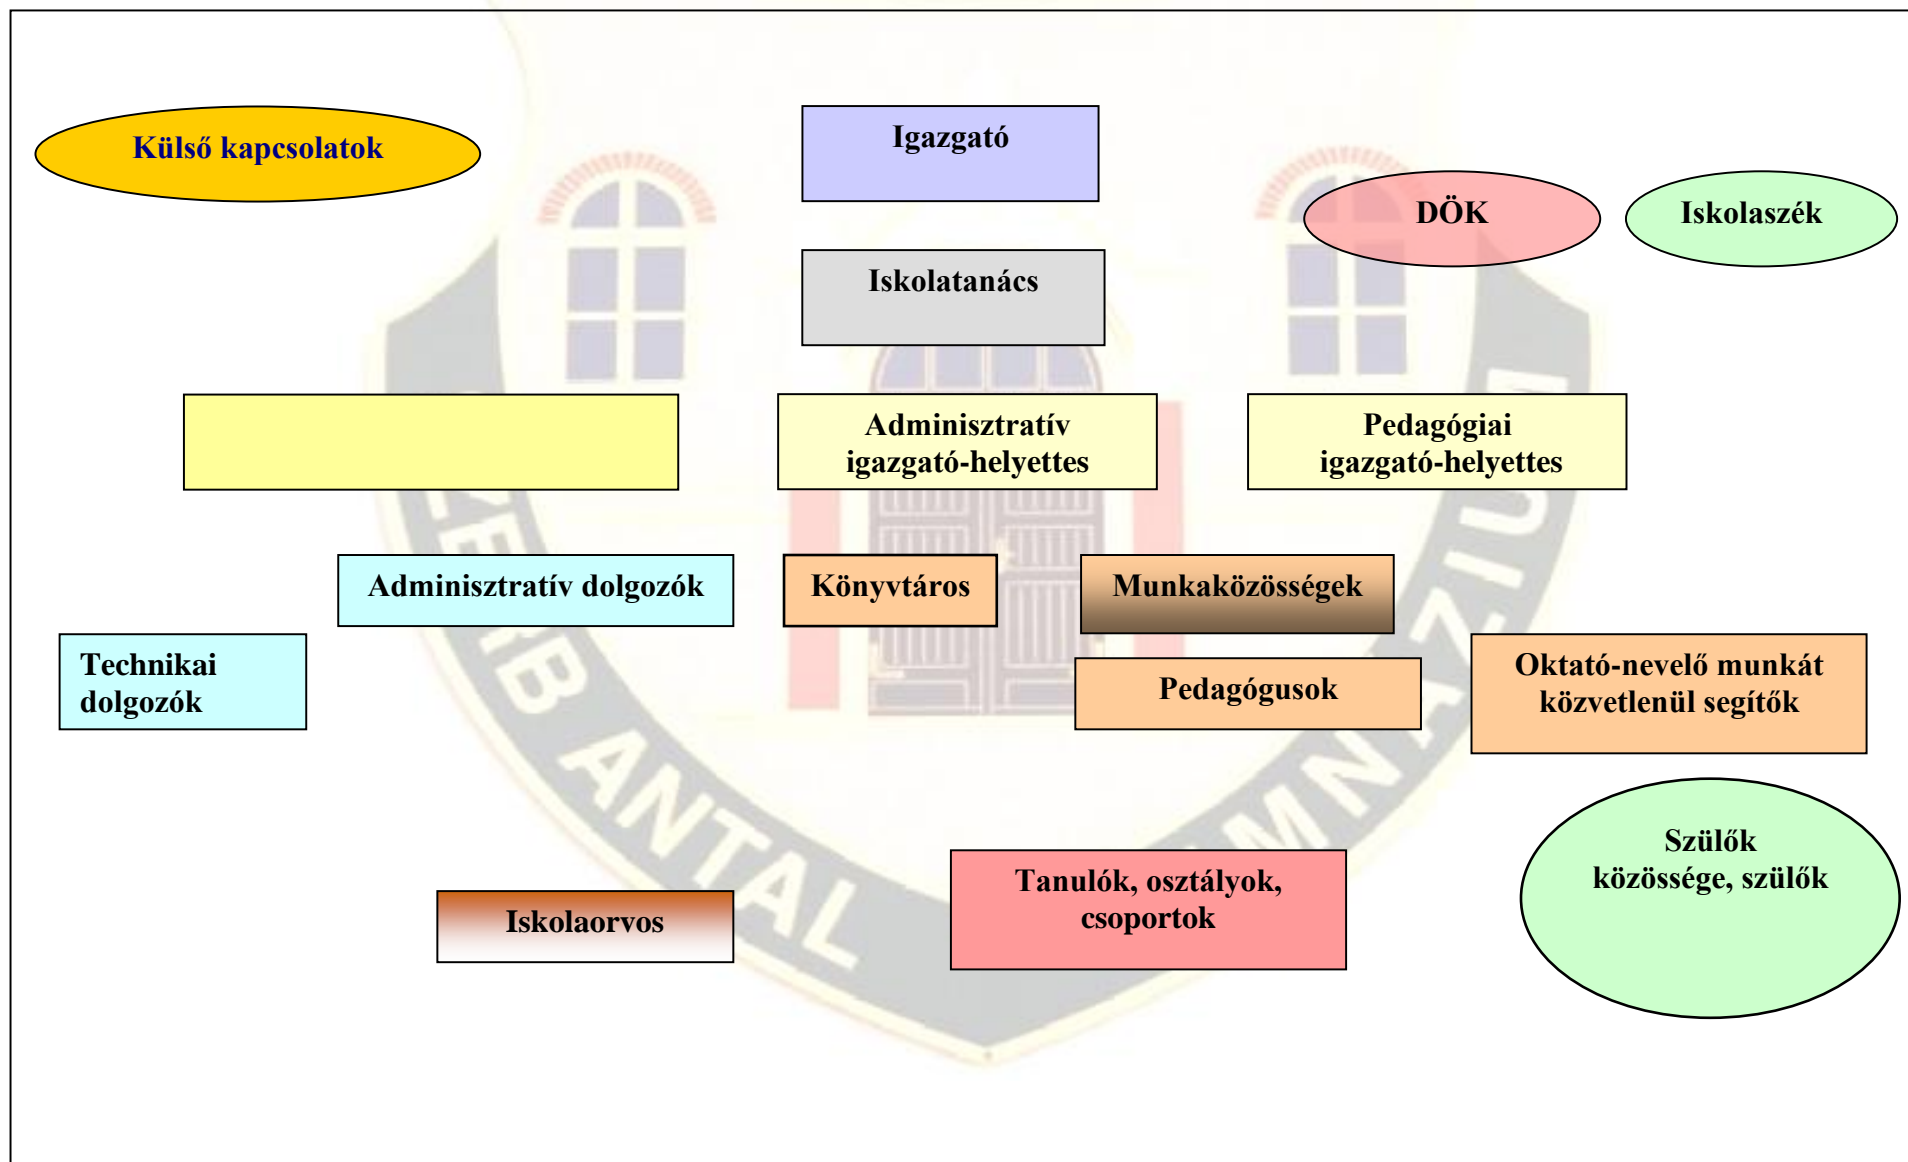 Külső kapcsolatok
Igazgató
DÖK
Iskolaszék
Iskolatanács
Adminisztratív
igazgató-helyettes
Pedagógiai
igazgató-helyettes
Adminisztratív dolgozók
Könyvtáros
Munkaközösségek
Technikai
dolgozók
Pedagógusok
Oktató-nevelő munkát
közvetlenül segítők
Szülők
közössége, szülők
Tanulók, osztályok,
csoportok
Iskolaorvos
ANTAL